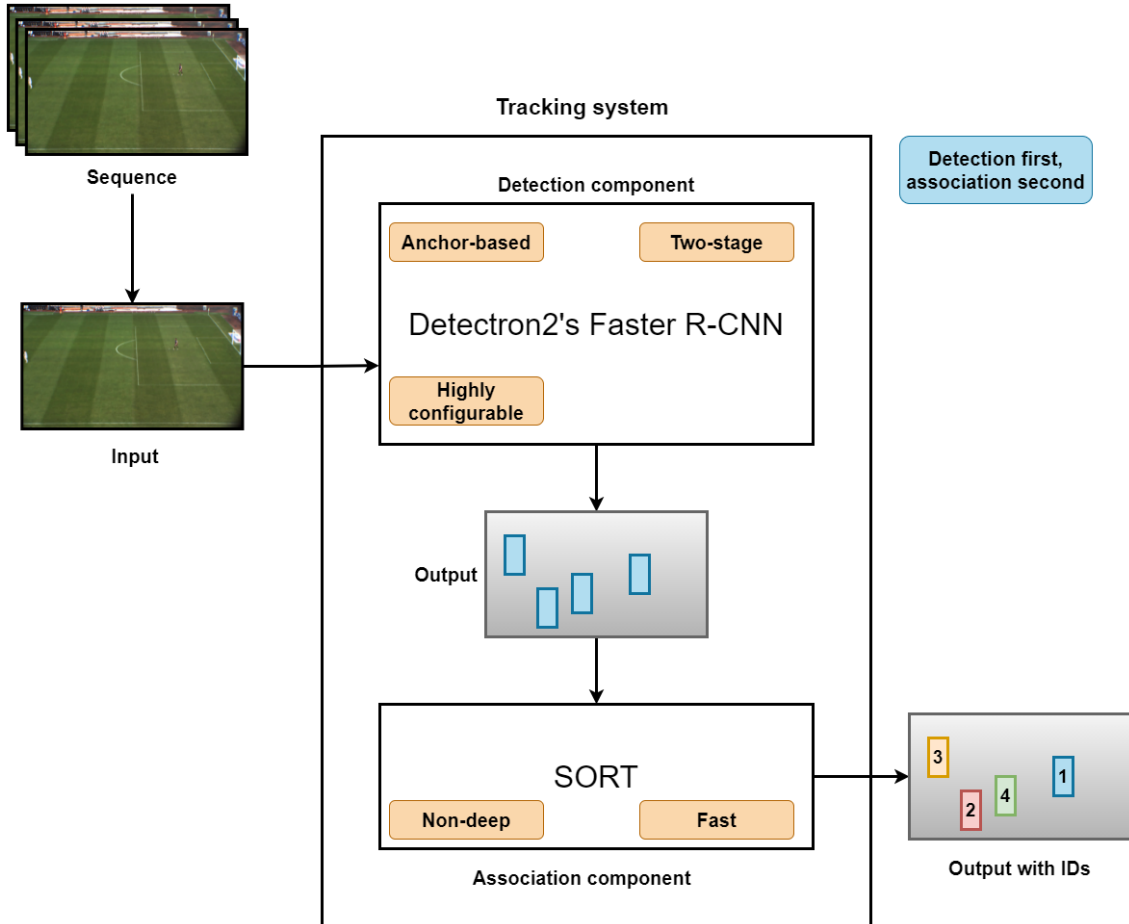 Tracking system
Detection first,
association second
Sequence
Detection component
Anchor-based
Two-stage
Detectron2's Faster R-CNN
Highly
configurable
Input
Output
SORT
Non-deep
Fast
3
1
4
2
Association component
Output with IDs